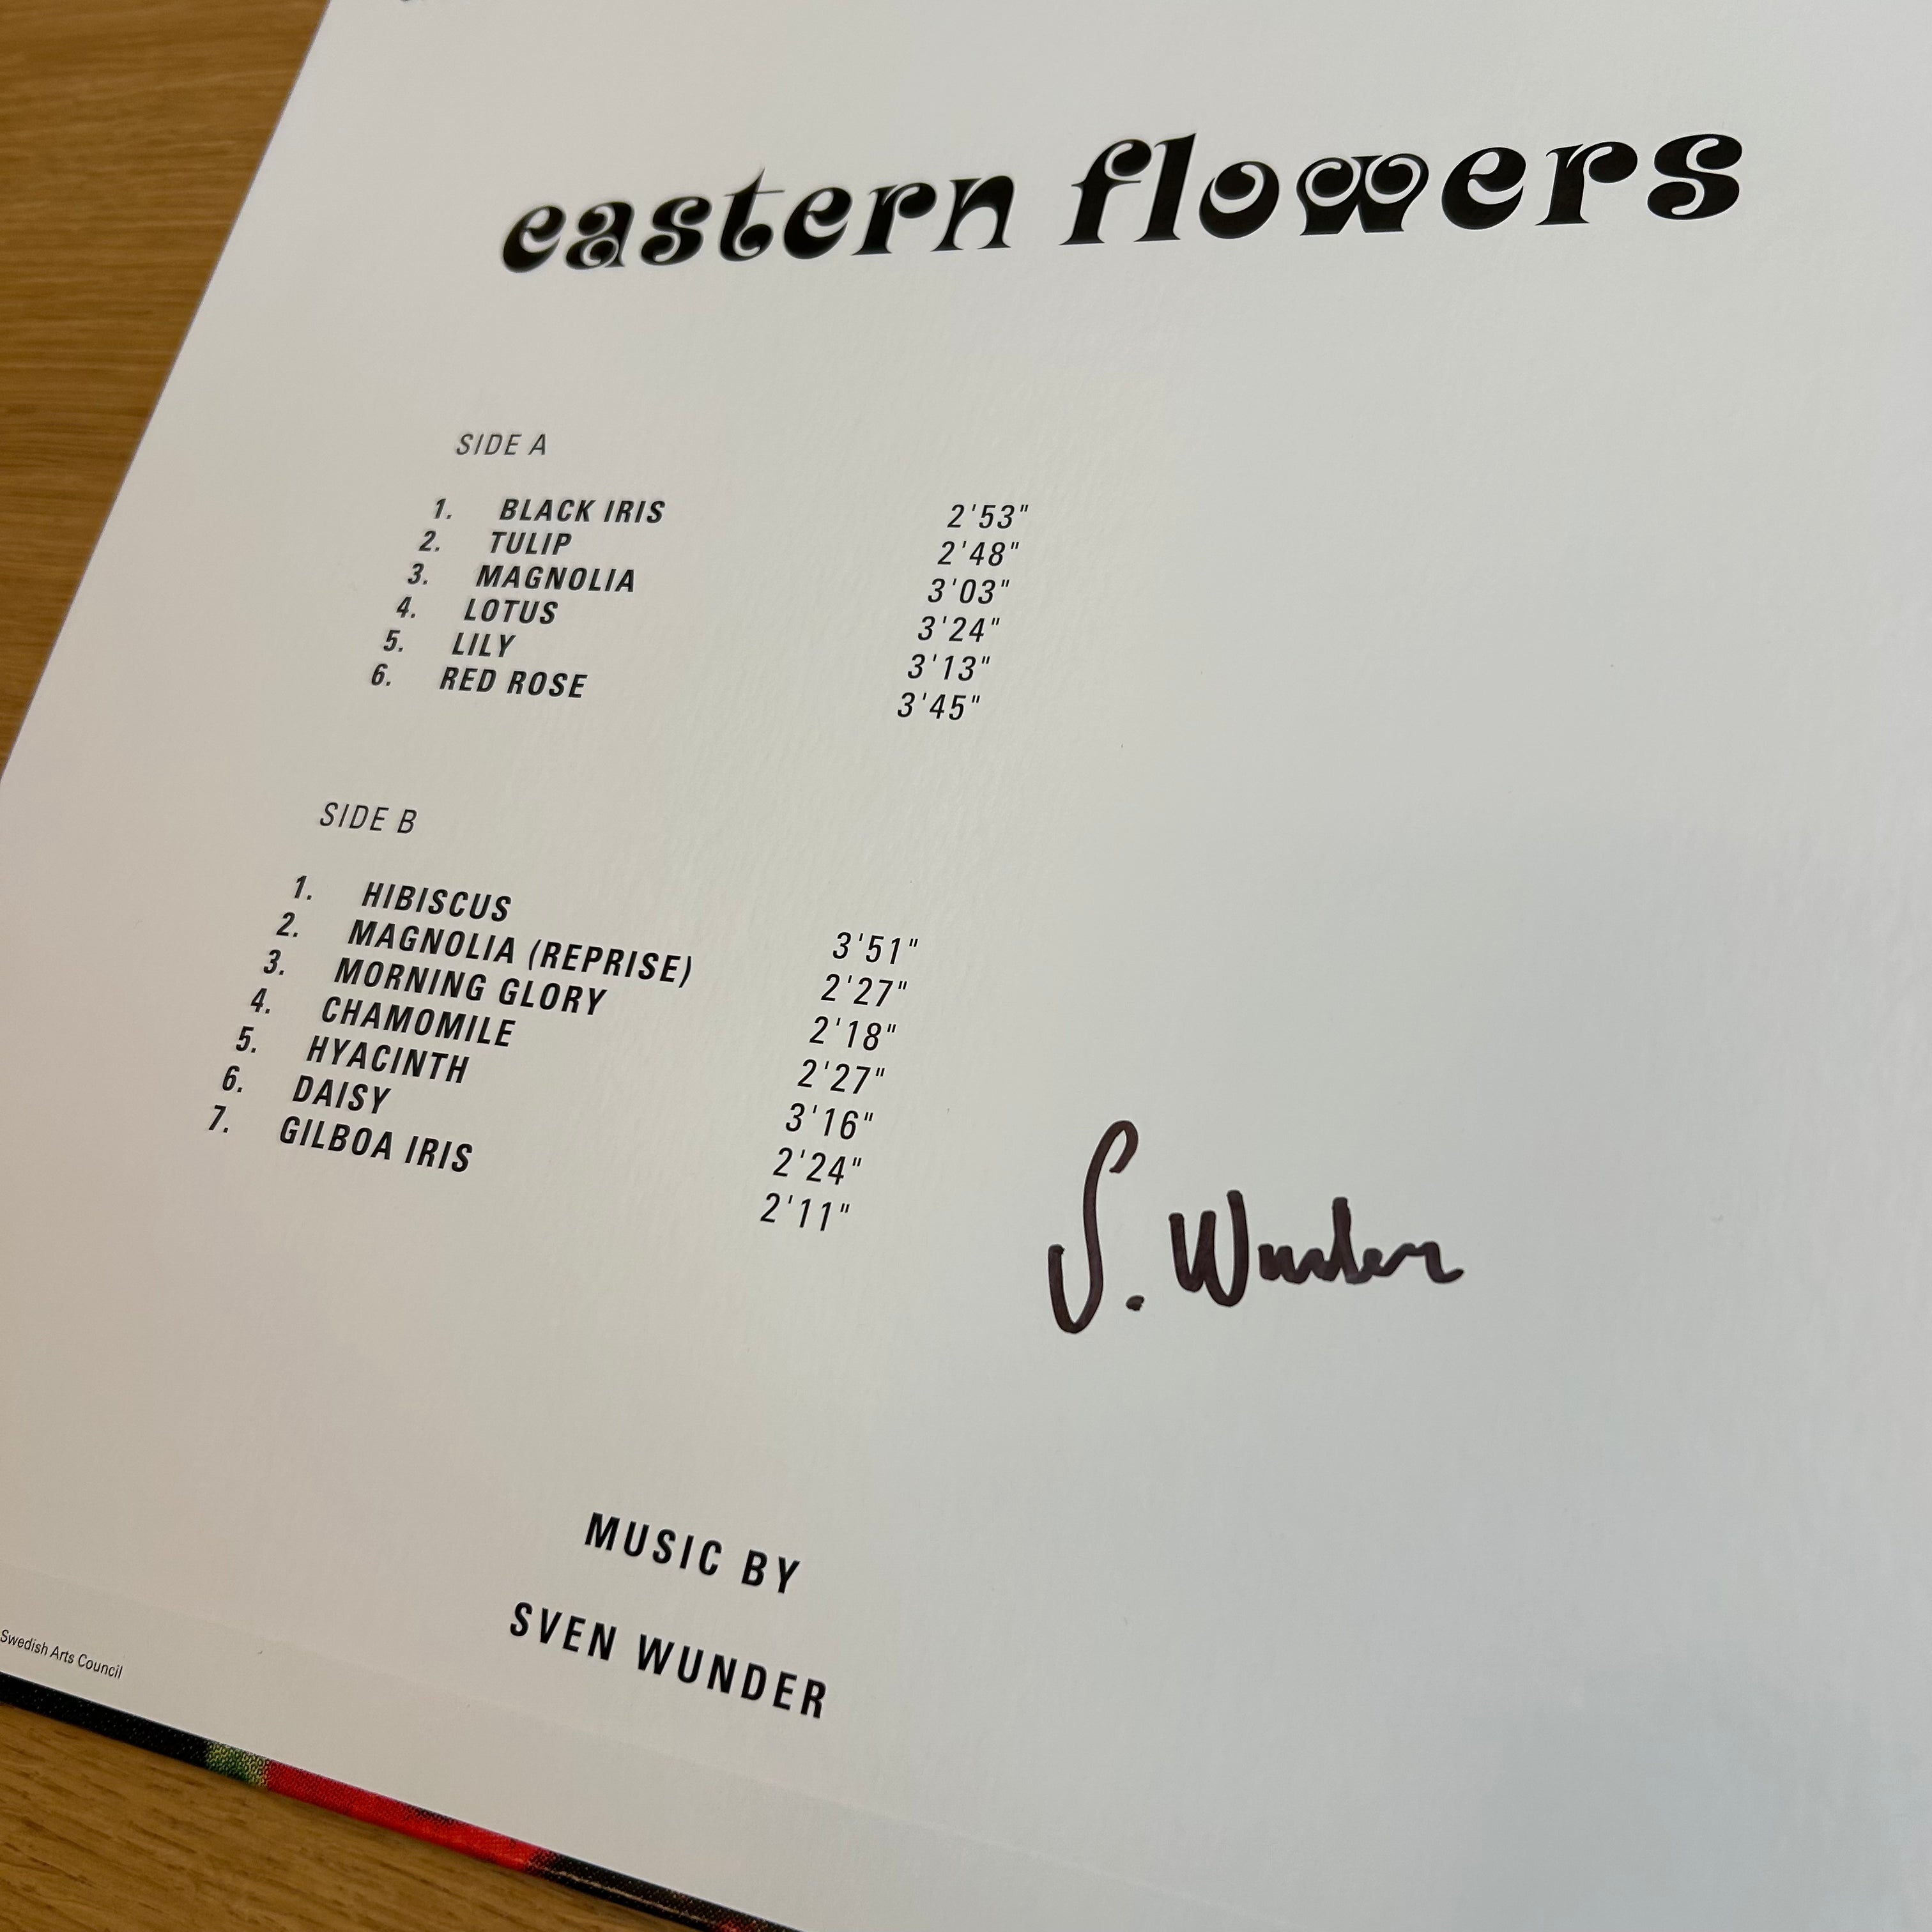 eastern flowers
SIDE A
1. BLACK IRIS 2'53"
2. TULIP 2'48"
3. MAGNOLIA 3'03"
4. LOTUS 3'24"
5. LILY 3'13"
6. RED ROSE 3'45"
SIDE B
1. HIBISCUS 3'51"
2. MAGNOLIA (REPRISE) 2'27"
3. MORNING GLORY 2'18"
4. CHAMOMILE 2'27"
5. HYACINTH 3'16"
6. DAISY 2'24"
7. GILBOA IRIS 2'11"
S. Wunder
MUSIC BY
SVEN WUNDER
Swedish Arts Council